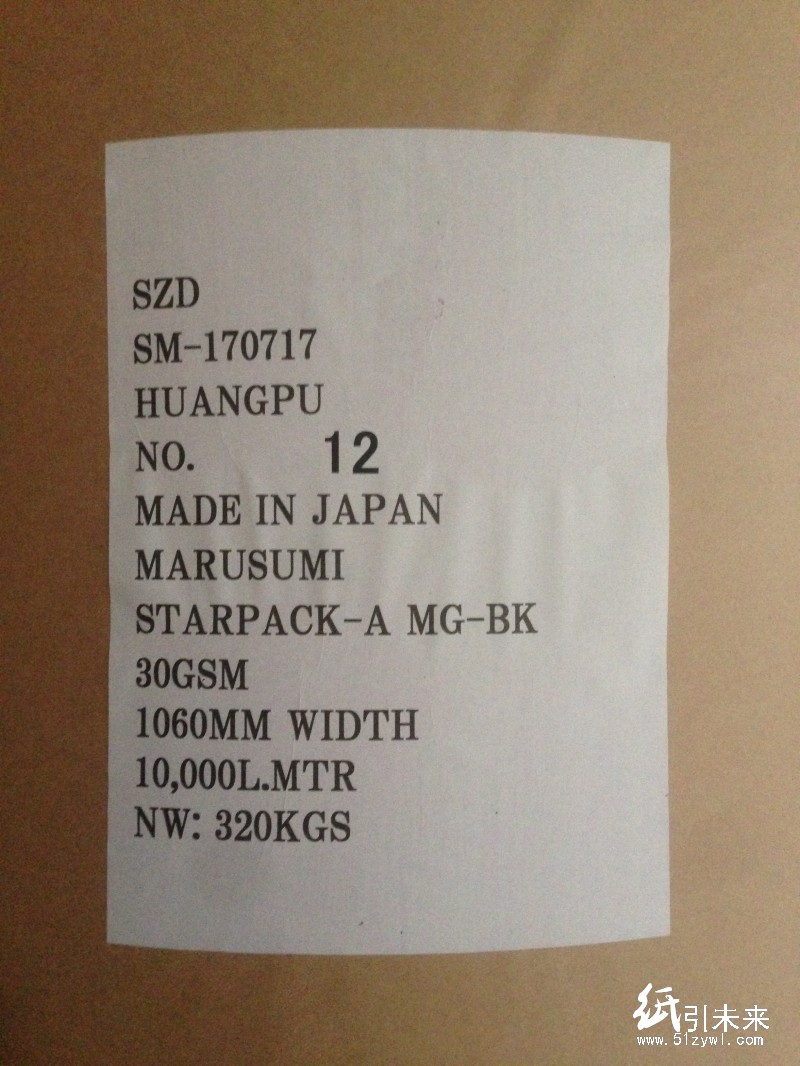 SZD
SM-170717
HUANGPU
NO. 12
MADE IN JAPAN
MARUSUMI
STARPACK-A MG-BK
30GSM
1060MM WIDTH
10,000L.MTR
NW: 320KGS
纸引未来
www.51zywl.com